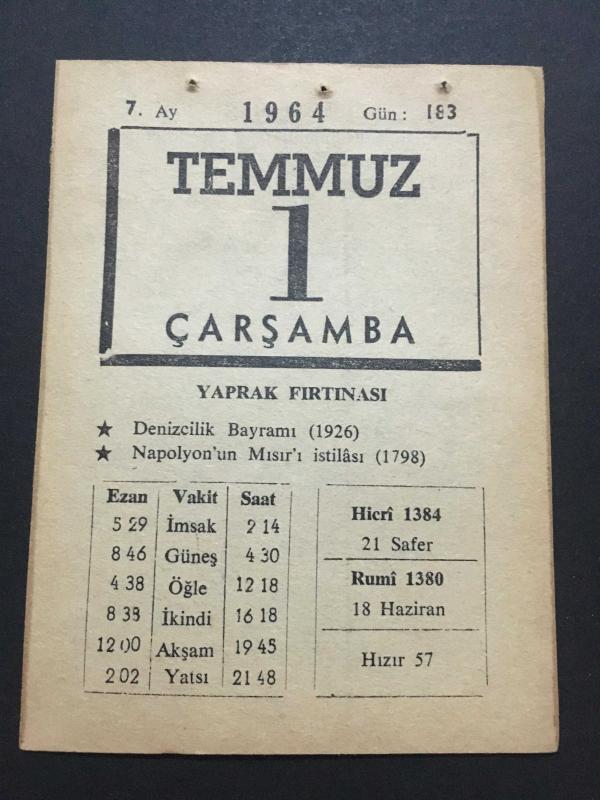 7. Ay 1964 Gün: 183
TEMMUZ
1
ÇARŞAMBA
YAPRAK FIRTINASI
★ Denizcilik Bayramı (1926)
★ Napolyon'un Mısır'ı istilâsı (1798)
Ezan Vakit Saat
5 29 İmsak 2 14
8 46 Güneş 4 30
4 38 Öğle 12 18
8 33 İkindi 16 18
12 00 Akşam 19 45
2 02 Yatsı 21 48
Hicrî 1384
21 Safer
Rumî 1380
18 Haziran
Hızır 57